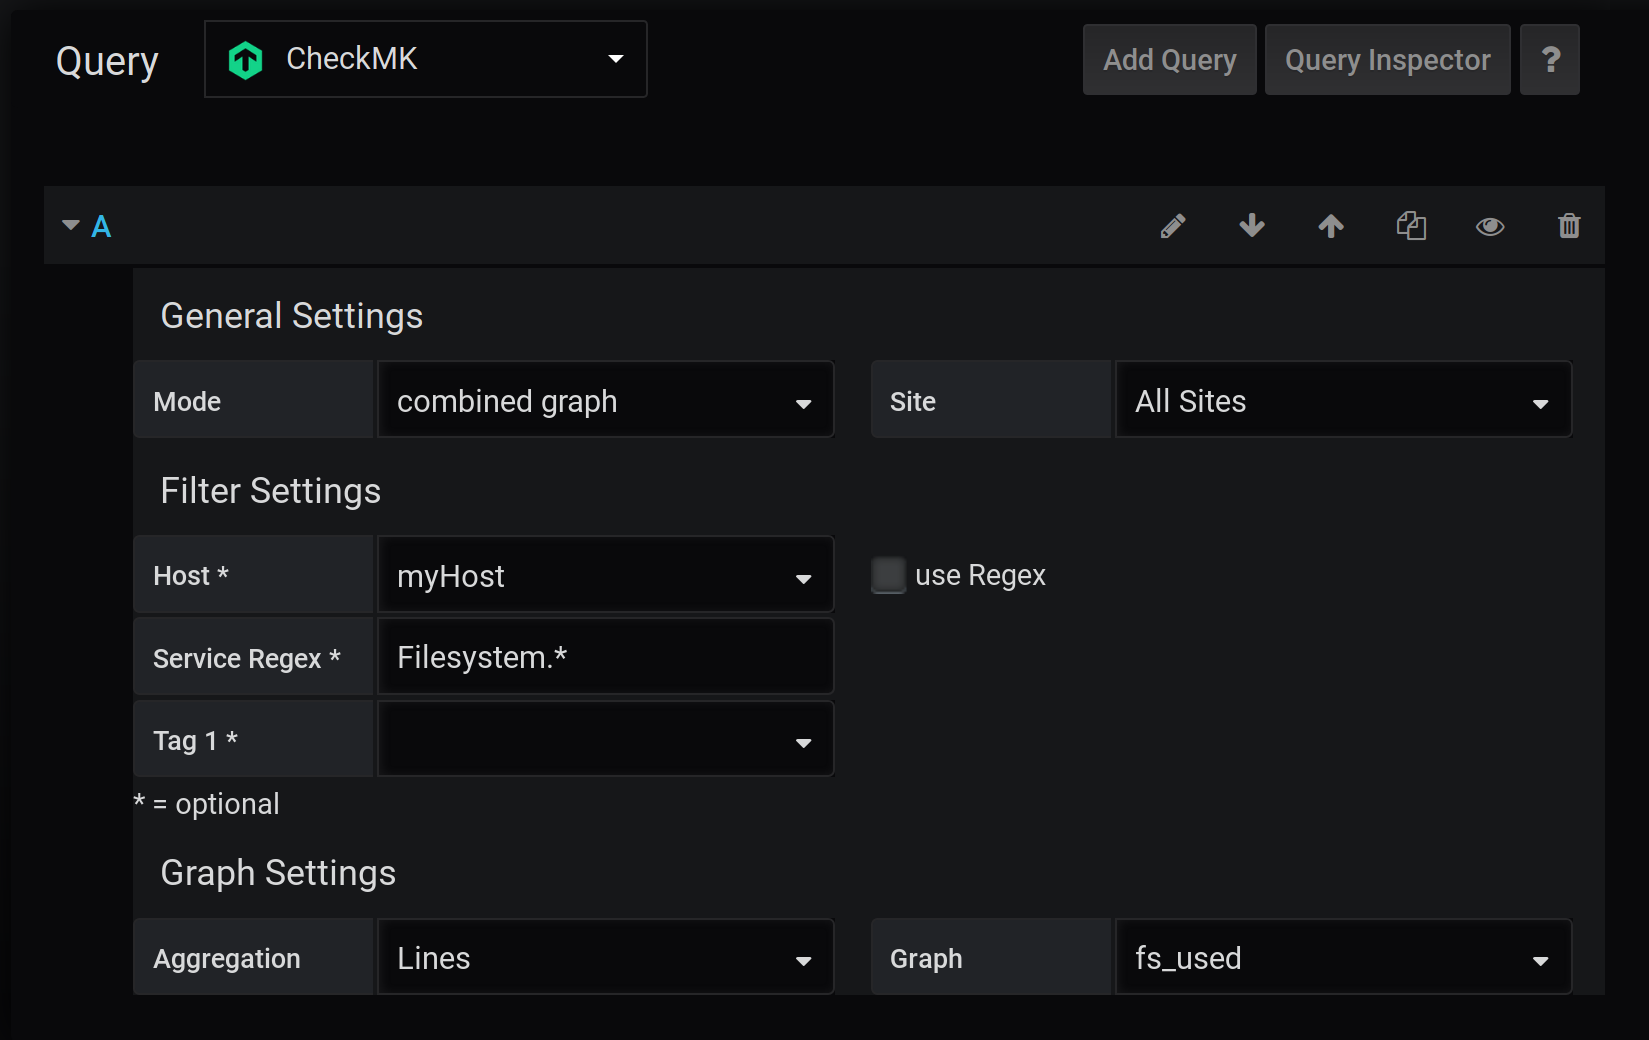 Query CheckMK Add Query Query Inspector ?
A
General Settings
Mode combined graph Site All Sites
Filter Settings
Host * myHost use Regex
Service Regex * Filesystem.*
Tag 1 *
* = optional
Graph Settings
Aggregation Lines Graph fs_used